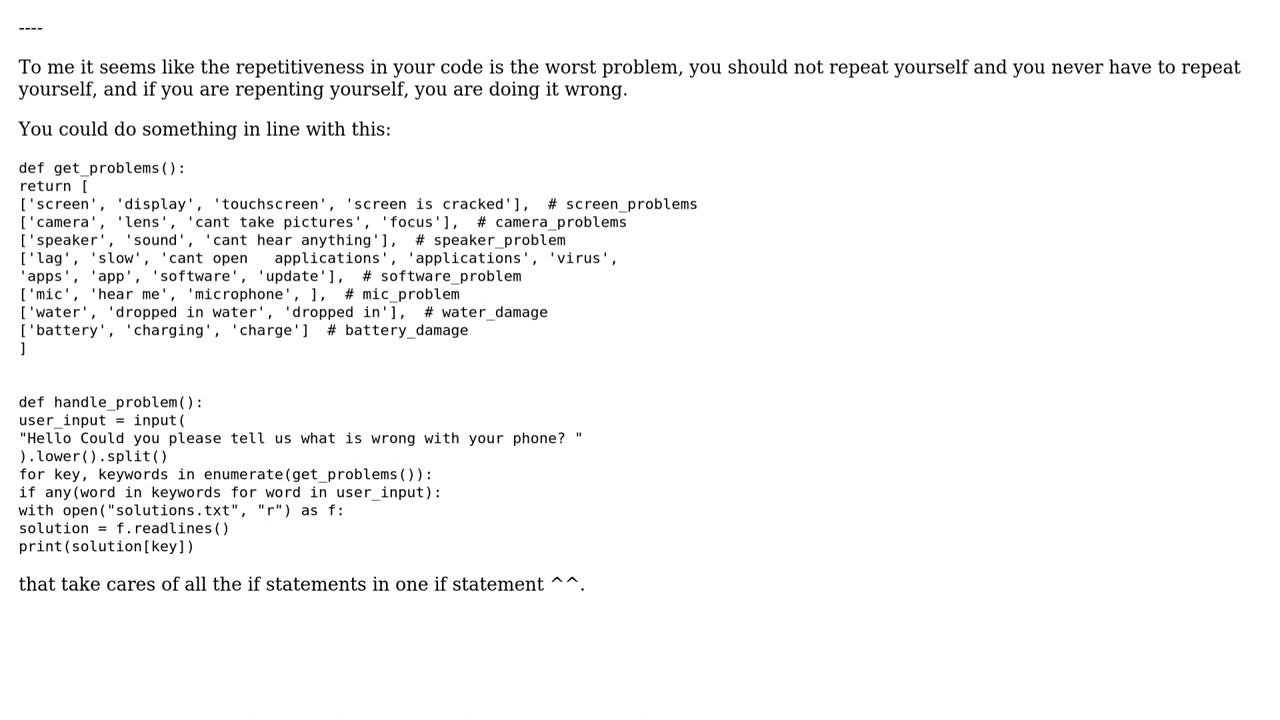 ----
To me it seems like the repetitiveness in your code is the worst problem, you should not repeat yourself and you never have to repeat
yourself, and if you are repenting yourself, you are doing it wrong.
You could do something in line with this:
def get_problems():
return [
['screen', 'display', 'touchscreen', 'screen is cracked'],  # screen_problems
['camera', 'lens', 'cant take pictures', 'focus'],  # camera_problems
['speaker', 'sound', 'cant hear anything'],  # speaker_problem
['lag', 'slow', 'cant open   applications', 'applications', 'virus',
'apps', 'app', 'software', 'update'],  # software_problem
['mic', 'hear me', 'microphone', ],  # mic_problem
['water', 'dropped in water', 'dropped in'],  # water_damage
['battery', 'charging', 'charge']  # battery_damage
]
def handle_problem():
user_input = input(
"Hello Could you please tell us what is wrong with your phone? "
).lower().split()
for key, keywords in enumerate(get_problems()):
if any(word in keywords for word in user_input):
with open("solutions.txt", "r") as f:
solution = f.readlines()
print(solution[key])
that take cares of all the if statements in one if statement ^^.